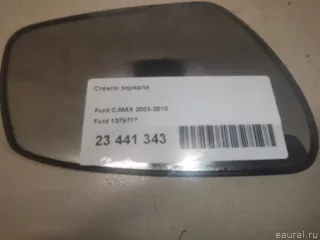 Стекло зеркала
Ford C-MAX 2003-2010
Ford 1379777
23 441 343
eaural.ru